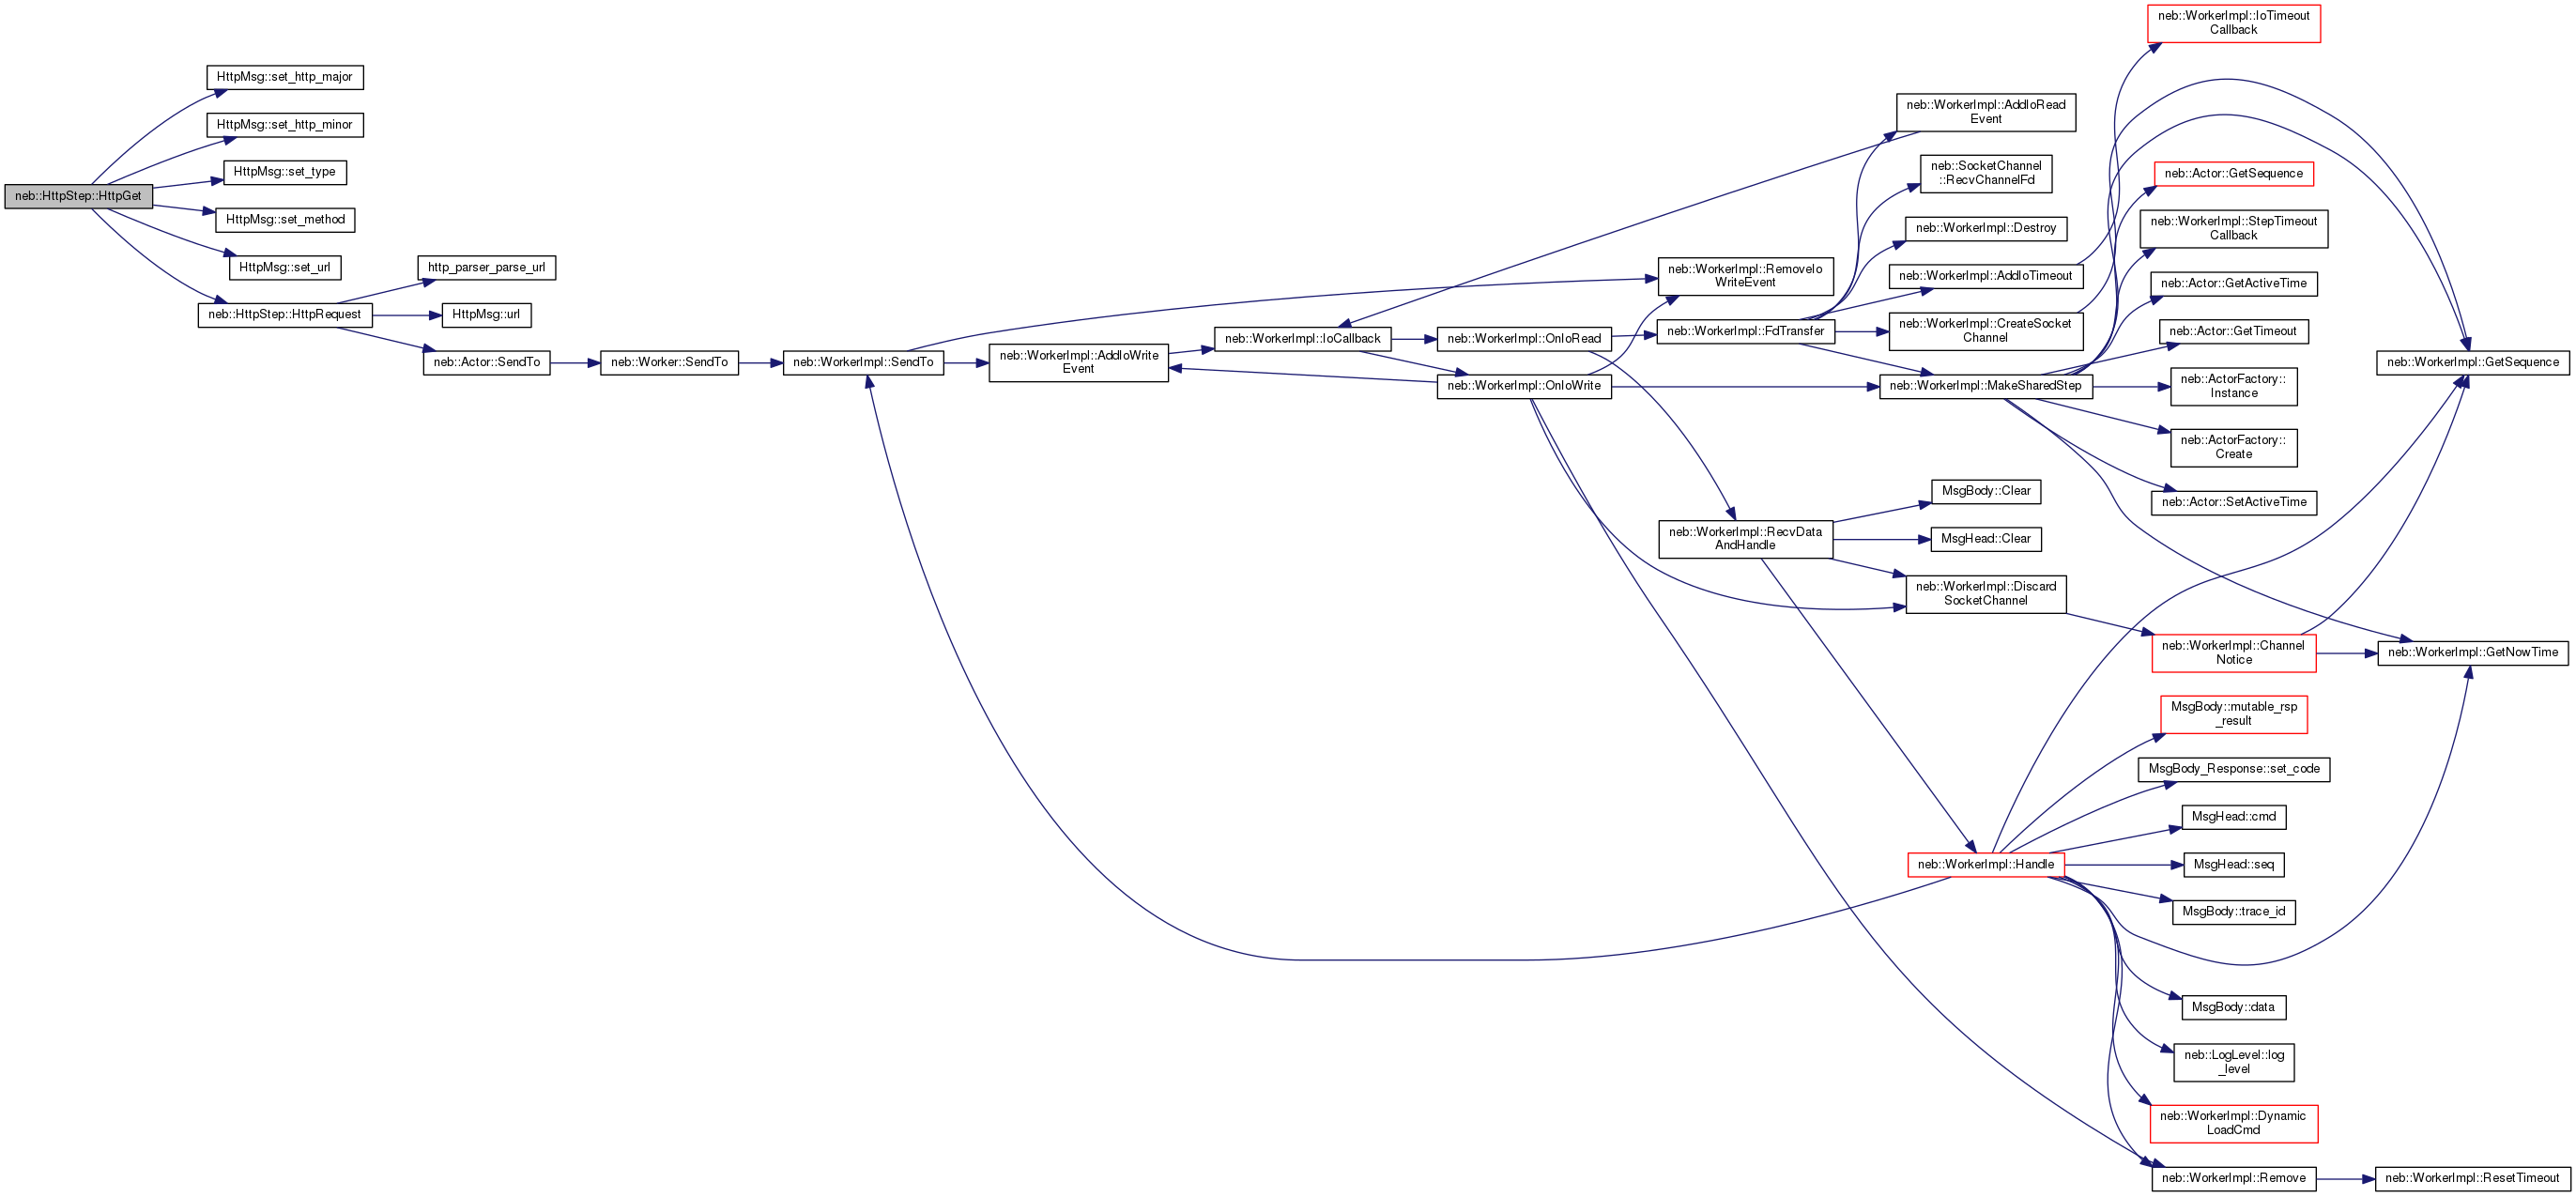 neb::HttpStep::HttpGet
HttpMsg::set_http_major
HttpMsg::set_http_minor
HttpMsg::set_type
HttpMsg::set_method
HttpMsg::set_url
neb::HttpStep::HttpRequest
http_parser_parse_url
HttpMsg::url
neb::Actor::SendTo
neb::Worker::SendTo
neb::WorkerImpl::SendTo
neb::WorkerImpl::AddIoWrite
Event
neb::WorkerImpl::IoCallback
neb::WorkerImpl::OnIoRead
neb::WorkerImpl::OnIoWrite
neb::WorkerImpl::RemoveIo
WriteEvent
neb::WorkerImpl::FdTransfer
neb::WorkerImpl::RecvData
AndHandle
neb::WorkerImpl::AddIoRead
Event
neb::SocketChannel
::RecvChannelFd
neb::WorkerImpl::Destroy
neb::WorkerImpl::AddIoTimeout
neb::WorkerImpl::CreateSocket
Channel
neb::WorkerImpl::MakeSharedStep
MsgBody::Clear
MsgHead::Clear
neb::WorkerImpl::Discard
SocketChannel
neb::WorkerImpl::Handle
neb::WorkerImpl::IoTimeout
Callback
neb::Actor::GetSequence
neb::WorkerImpl::StepTimeout
Callback
neb::Actor::GetActiveTime
neb::Actor::GetTimeout
neb::ActorFactory::
Instance
neb::ActorFactory::
Create
neb::Actor::SetActiveTime
neb::WorkerImpl::Channel
Notice
MsgBody::mutable_rsp
_result
MsgBody_Response::set_code
MsgHead::cmd
MsgHead::seq
MsgBody::trace_id
MsgBody::data
neb::LogLevel::log
_level
neb::WorkerImpl::Dynamic
LoadCmd
neb::WorkerImpl::Remove
neb::WorkerImpl::GetSequence
neb::WorkerImpl::GetNowTime
neb::WorkerImpl::ResetTimeout